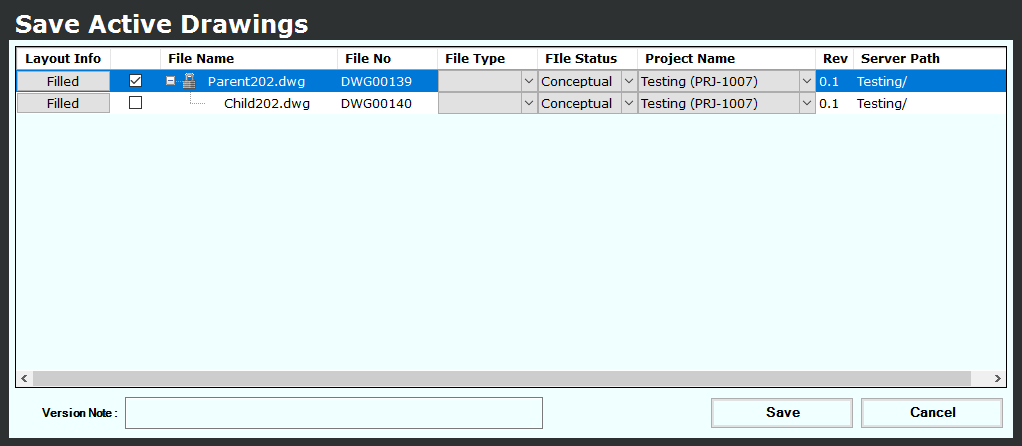 Save Active Drawings
Layout Info File Name File No File Type FIle Status Project Name Rev Server Path
Filled Parent202.dwg DWG00139 Conceptual Testing (PRJ-1007) 0.1 Testing/
Filled Child202.dwg DWG00140 Conceptual Testing (PRJ-1007) 0.1 Testing/
Version Note : Save Cancel